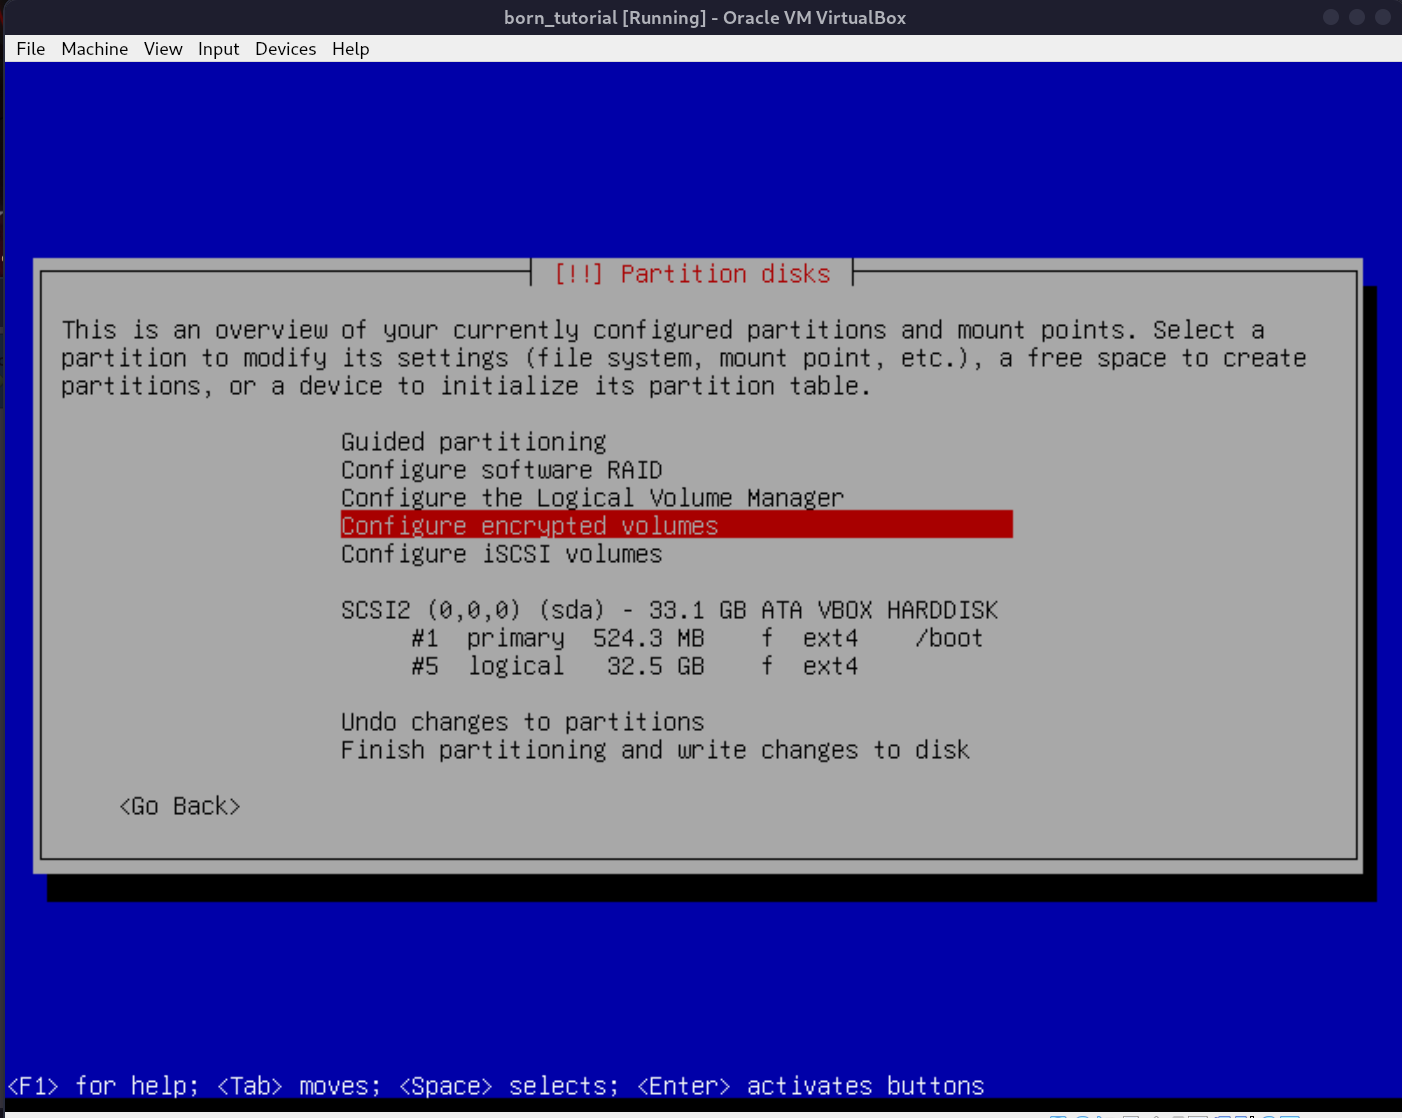 born_tutorial [Running] - Oracle VM VirtualBox
File Machine View Input Devices Help
[!!] Partition disks
This is an overview of your currently configured partitions and mount points. Select a
partition to modify its settings (file system, mount point, etc.), a free space to create
partitions, or a device to initialize its partition table.
Guided partitioning
Configure software RAID
Configure the Logical Volume Manager
Configure encrypted volumes
Configure iSCSI volumes
SCSI2 (0,0,0) (sda) - 33.1 GB ATA VBOX HARDDISK
#1 primary 524.3 MB f ext4 /boot
#5 logical 32.5 GB f ext4
Undo changes to partitions
Finish partitioning and write changes to disk
<Go Back>
<F1> for help; <Tab> moves; <Space> selects; <Enter> activates buttons